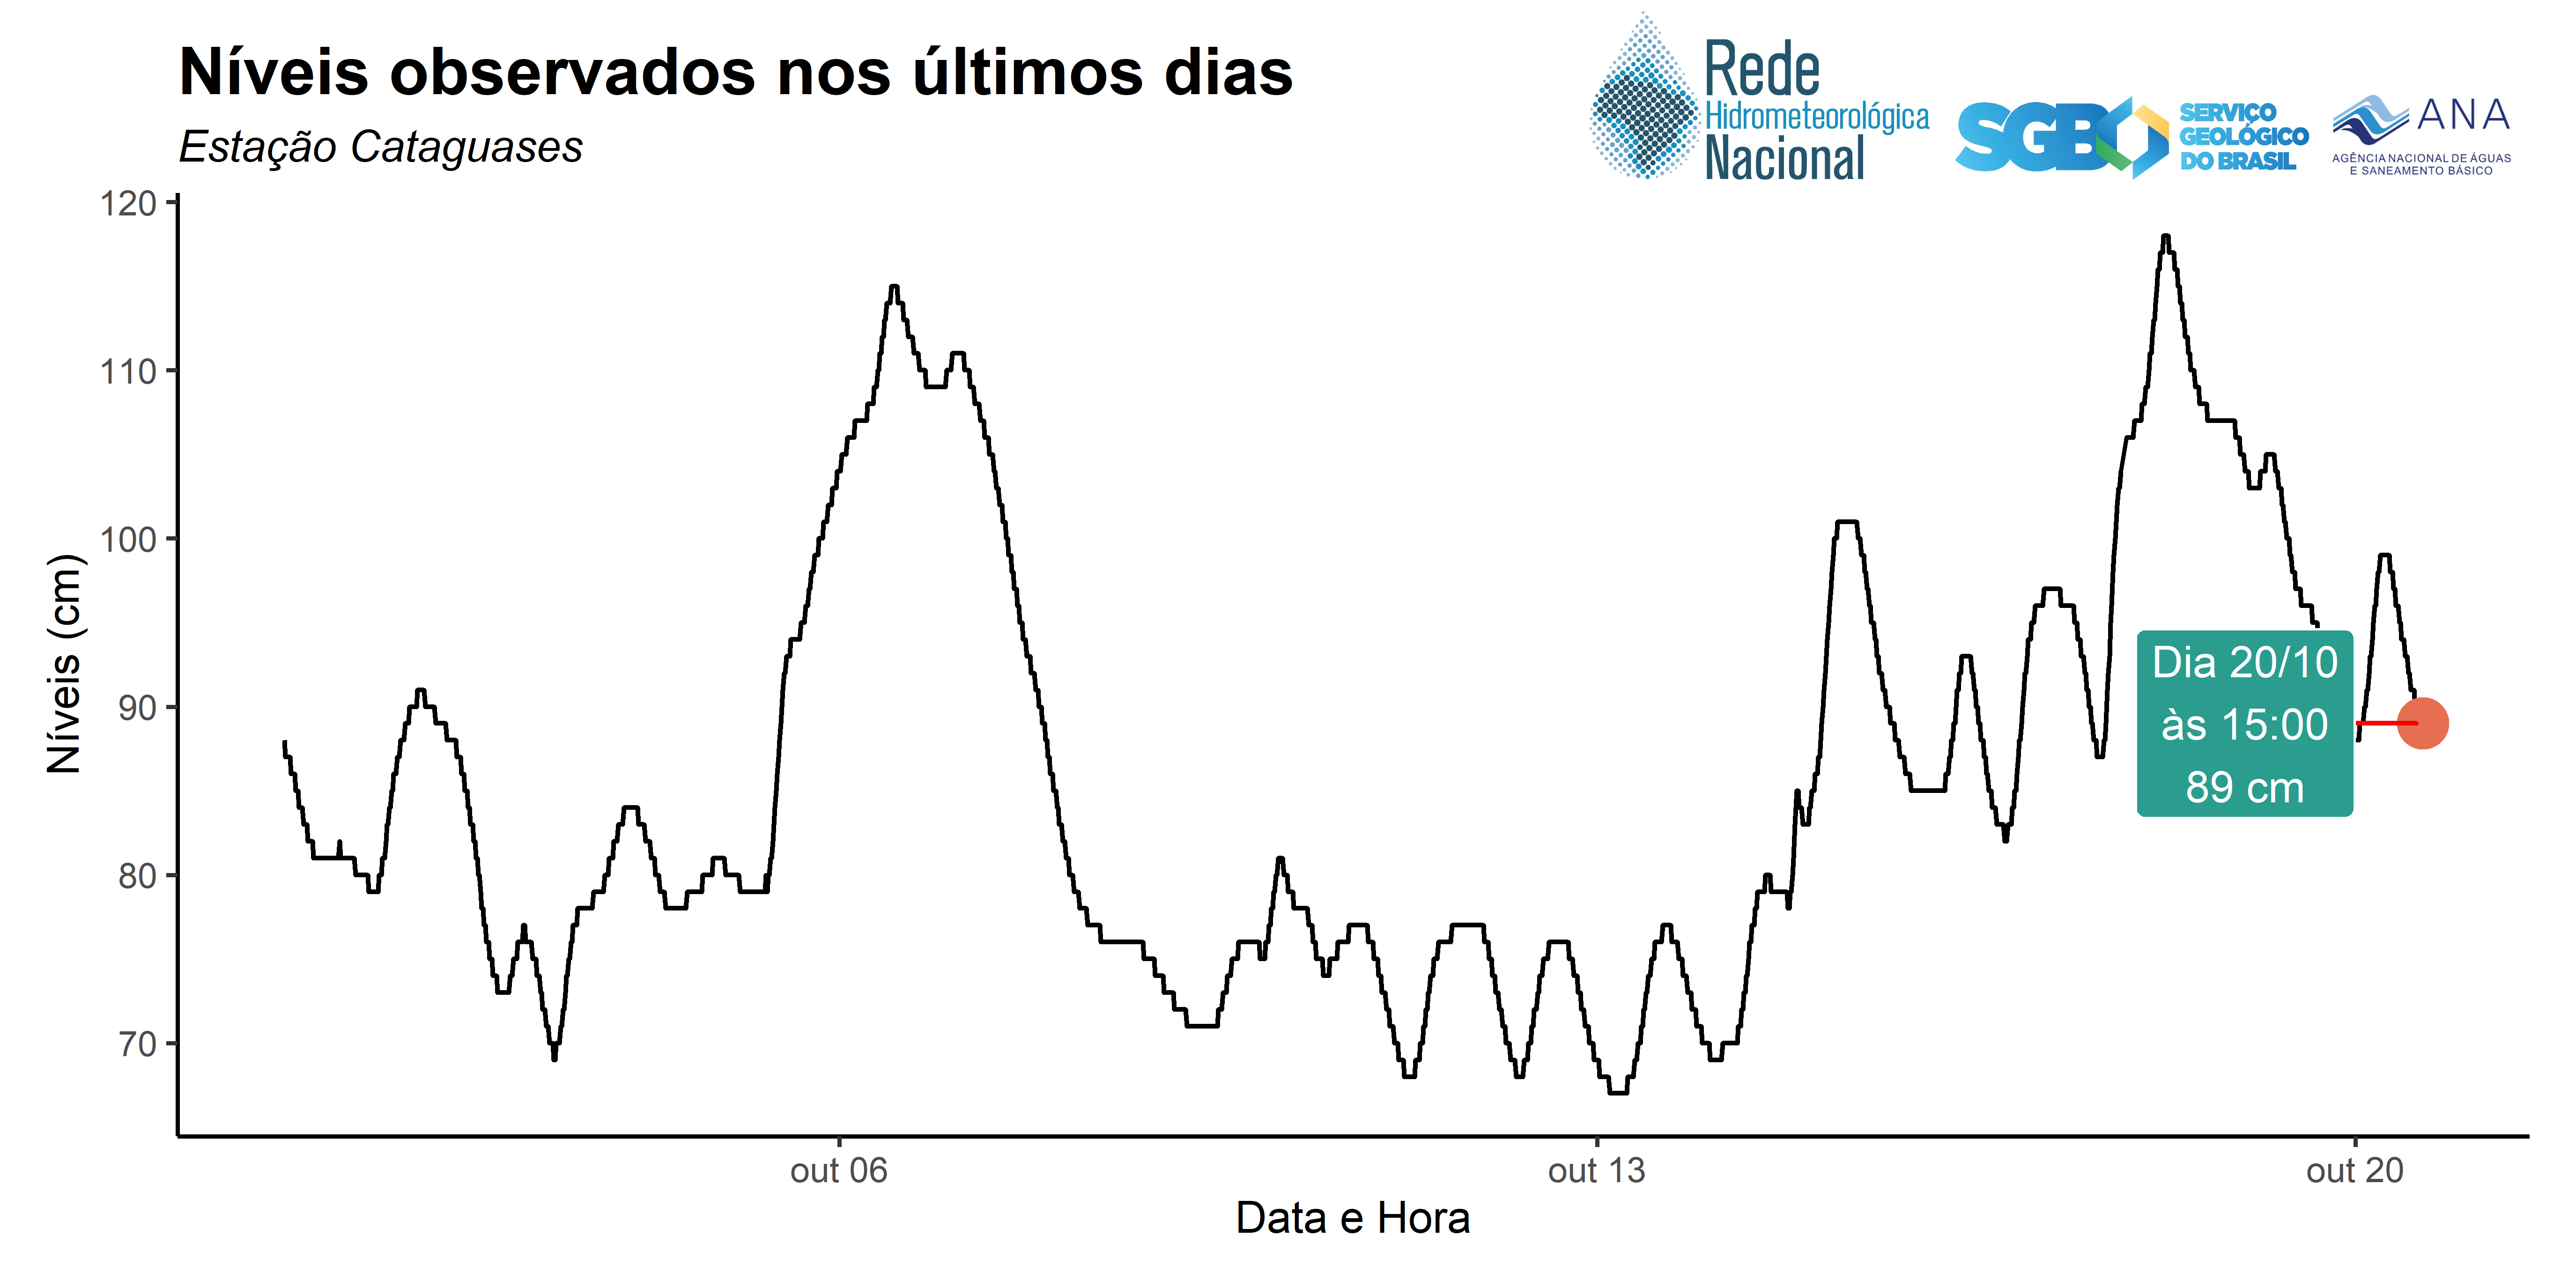 Níveis observados nos últimos dias
Estação Cataguases
Rede
Hidrometeorológica
Nacional
SGB
SERVIÇO
GEOLÓGICO
DO BRASIL
ANA
AGÊNCIA NACIONAL DE ÁGUAS
E SANEAMENTO BÁSICO
120
110
100
90
80
70
Níveis (cm)
Dia 20/10
às 15:00
89 cm
out 06
out 13
out 20
Data e Hora